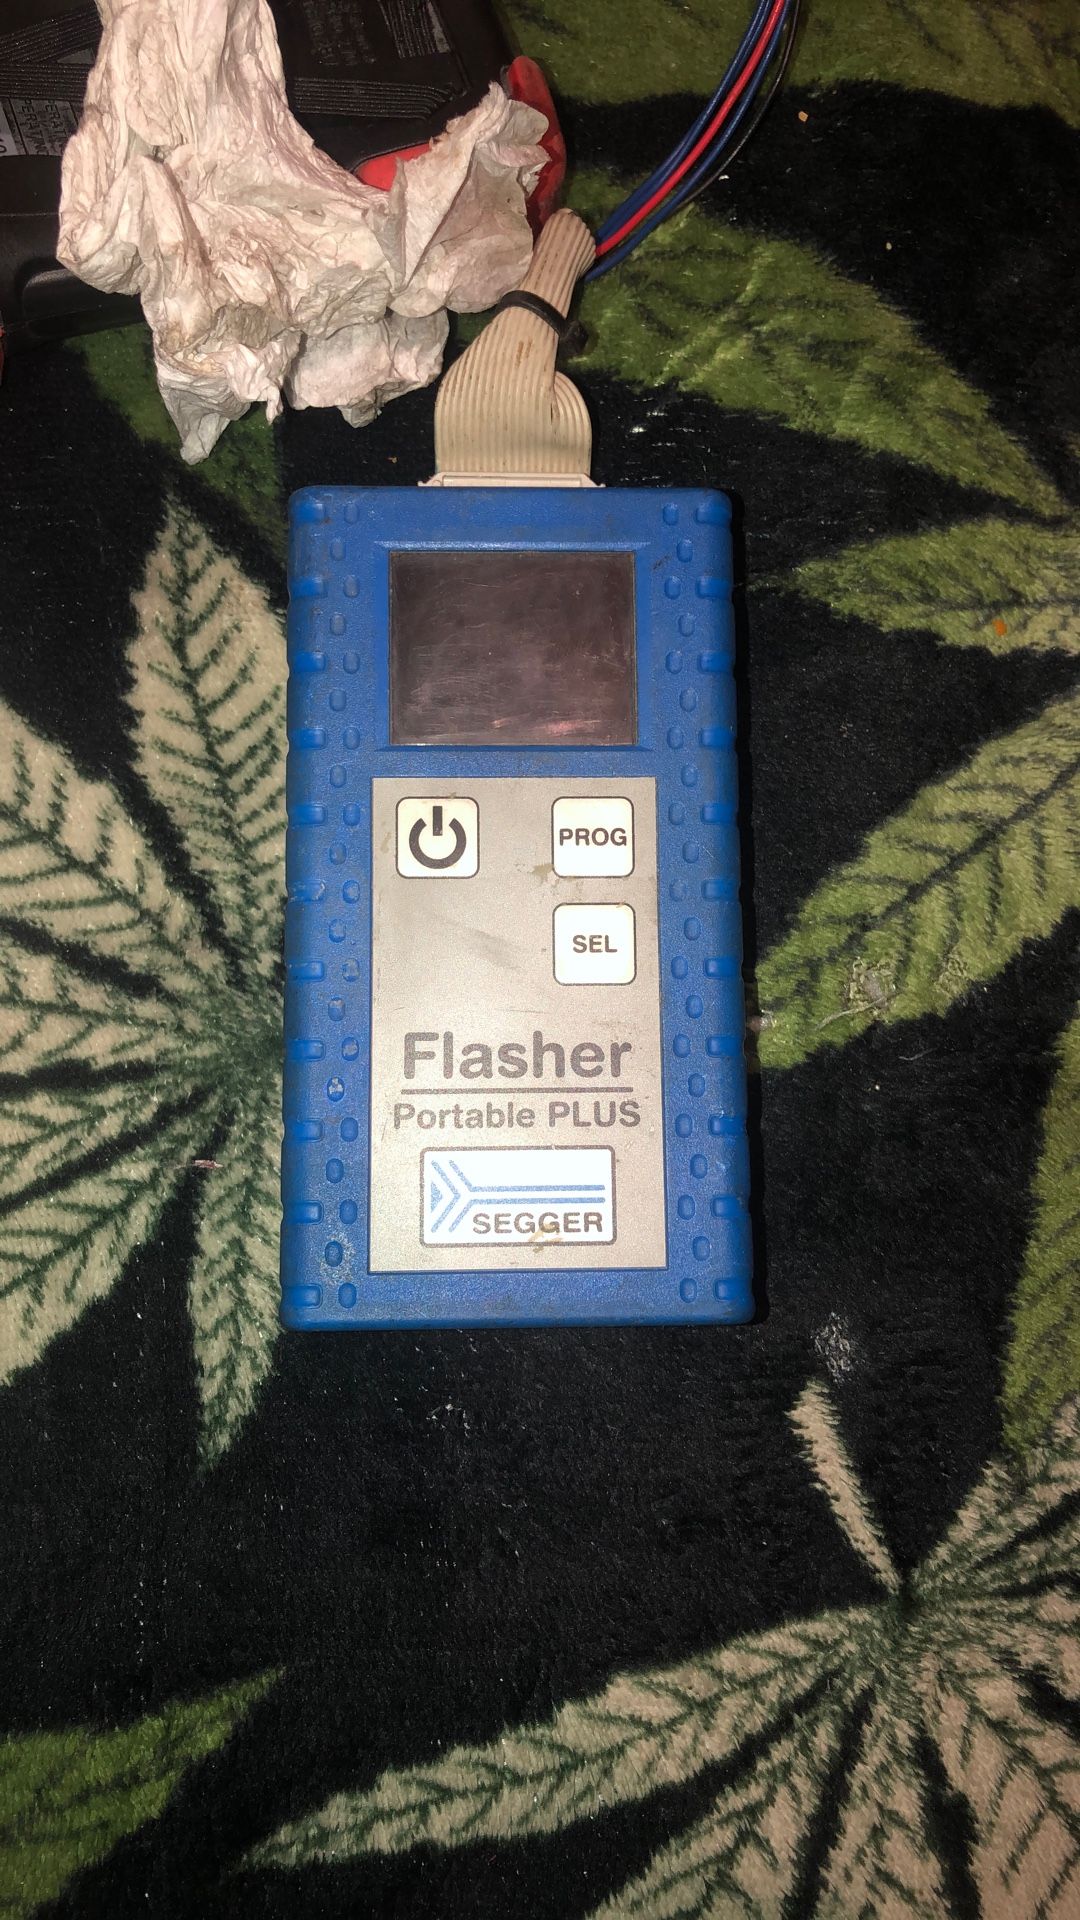 PROG
SEL
Flasher
Portable PLUS
SEGGER